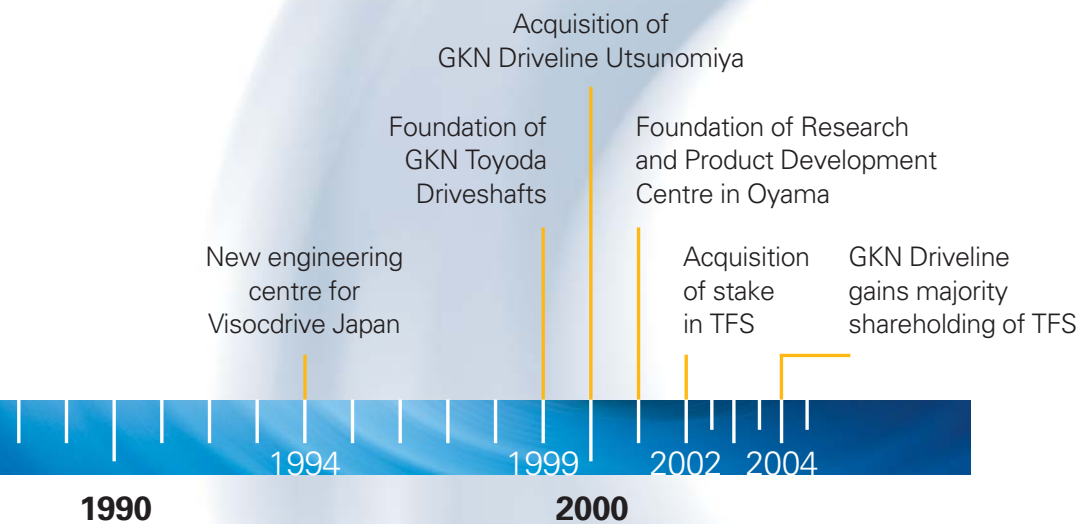 Acquisition of
GKN Driveline Utsunomiya
Foundation of
GKN Toyoda
Driveshafts
Foundation of Research
and Product Development
Centre in Oyama
New engineering
centre for
Visocdrive Japan
Acquisition
of stake
in TFS
GKN Driveline
gains majority
shareholding of TFS
1994
1999
2002
2004
1990
2000